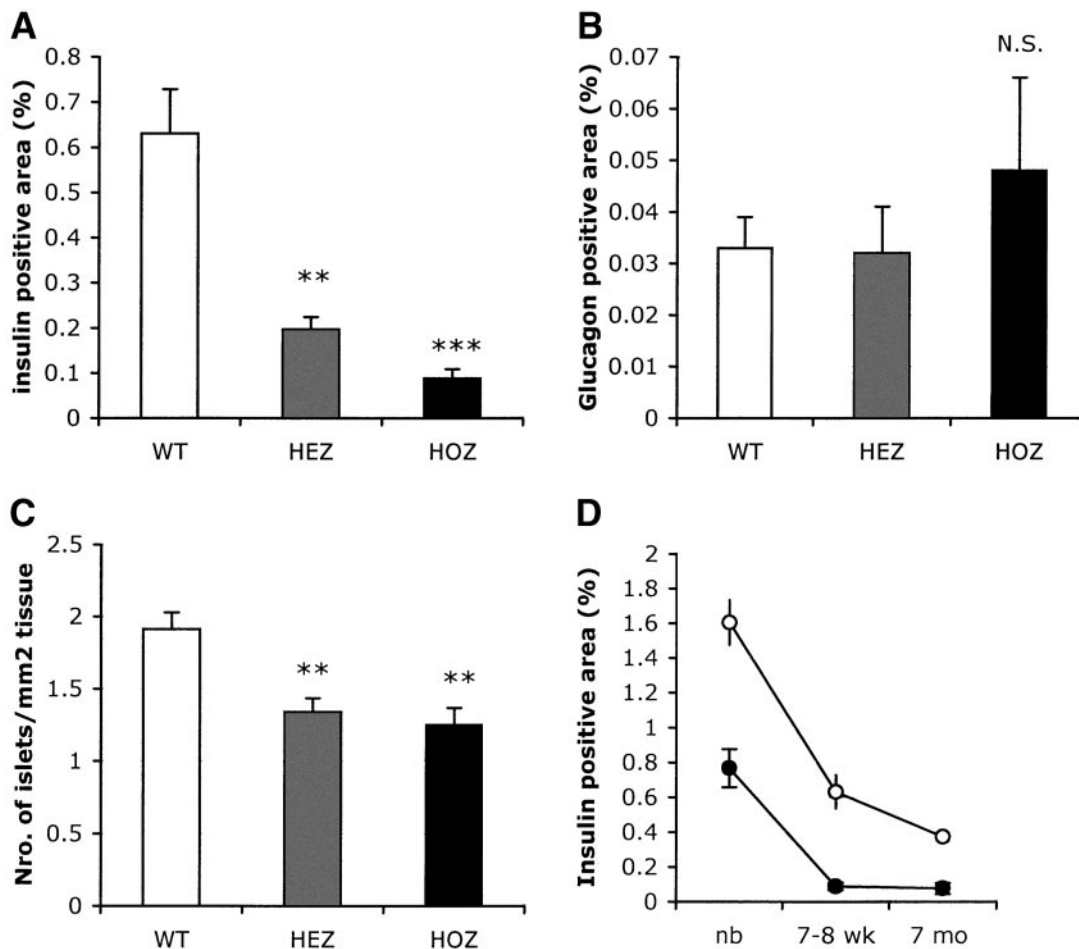 A
insulin positive area (%)
0.8
0.7
0.6
0.5
0.4
0.3
0.2
0.1
0
**
***
WT HEZ HOZ
B
Glucagon positive area (%)
0.07
0.06
0.05
0.04
0.03
0.02
0.01
0
N.S.
WT HEZ HOZ
C
Nro. of islets/mm2 tissue
2.5
2
1.5
1
0.5
0
**
**
WT HEZ HOZ
D
Insulin positive area (%)
2
1.8
1.6
1.4
1.2
1
0.8
0.6
0.4
0.2
0
nb 7-8 wk 7 mo